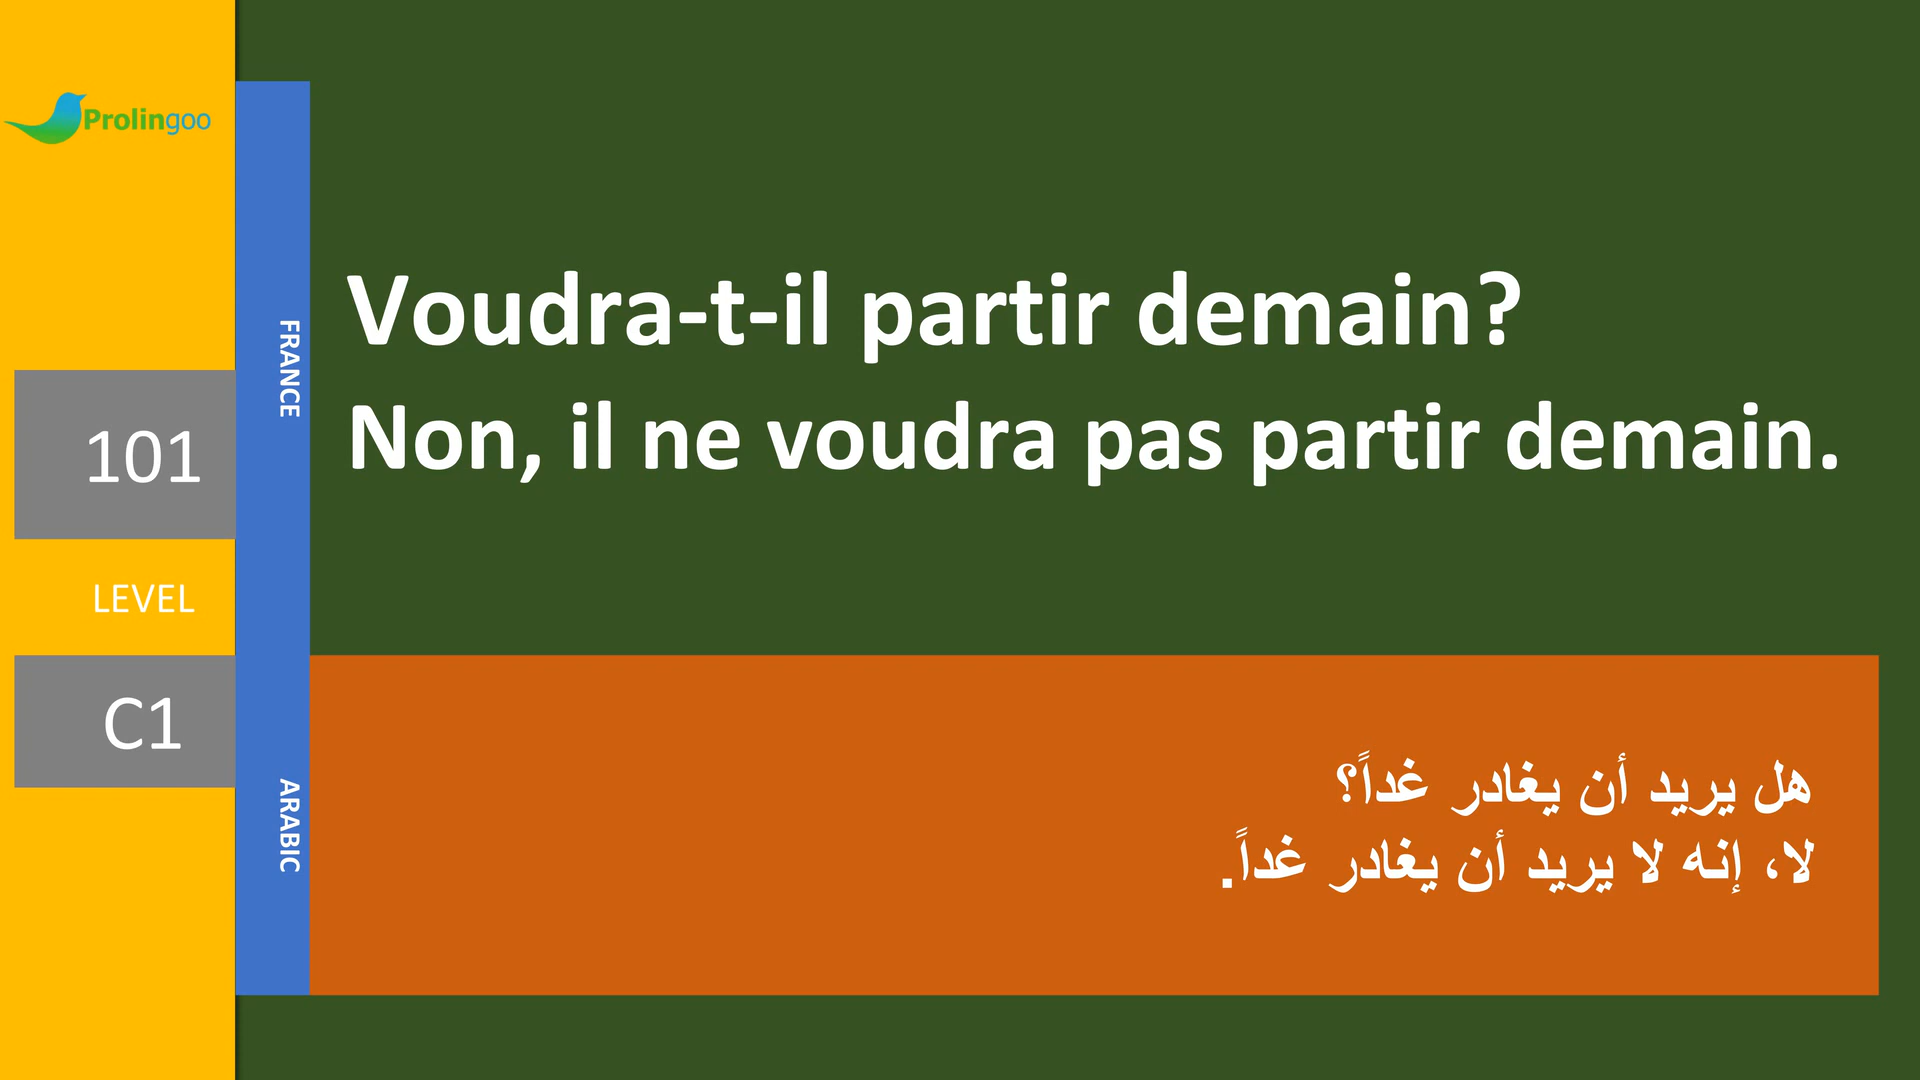 Prolingoo
FRANCE
Voudra-t-il partir demain?
Non, il ne voudra pas partir demain.
101
LEVEL
C1
ARABIC
هل يريد أن يغادر غداً؟
لا، إنه لا يريد أن يغادر غداً.